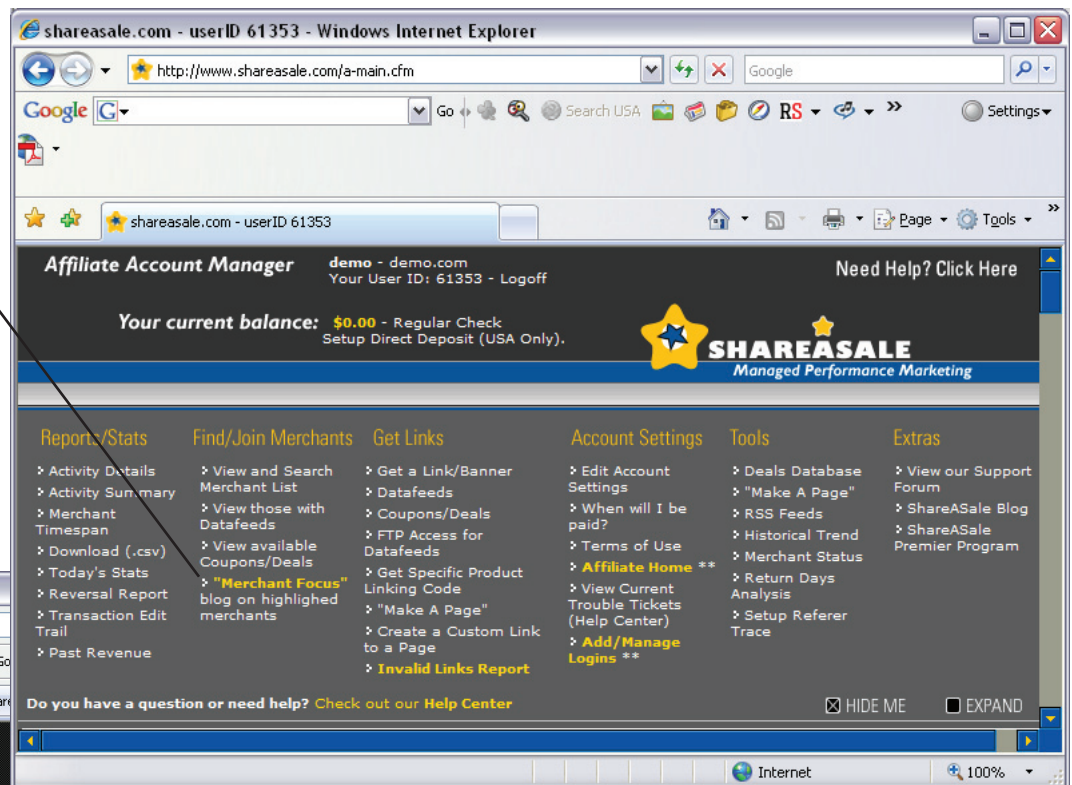 shareasale.com - userID 61353 - Windows Internet Explorer
http://www.shareasale.com/a-main.cfm
Google
Google G Go Search USA RS Settings
shareasale.com - userID 61353
Page Tools
Affiliate Account Manager
demo - demo.com
Your User ID: 61353 - Logoff
Need Help? Click Here
Your current balance: $0.00 - Regular Check
Setup Direct Deposit (USA Only).
SHAREASALE
Managed Performance Marketing
Reports/Stats
Activity Details
Activity Summary
Merchant
Timespan
Download (.csv)
Today's Stats
Reversal Report
Transaction Edit
Trail
Past Revenue
Find/Join Merchants
View and Search
Merchant List
View those with
Datafeeds
View available
Coupons/Deals
"Merchant Focus"
blog on highlighed
merchants
Get Links
Get a Link/Banner
Datafeeds
Coupons/Deals
FTP Access for
Datafeeds
Get Specific Product
Linking Code
"Make A Page"
Create a Custom Link
to a Page
Invalid Links Report
Account Settings
Edit Account
Settings
When will I be
paid?
Terms of Use
Affiliate Home **
View Current
Trouble Tickets
(Help Center)
Add/Manage
Logins **
Tools
Deals Database
"Make A Page"
RSS Feeds
Historical Trend
Merchant Status
Return Days
Analysis
Setup Referer
Trace
Extras
View our Support
Forum
ShareASale Blog
ShareASale
Premier Program
Do you have a question or need help? Check out our Help Center
HIDE ME EXPAND
Internet 100%